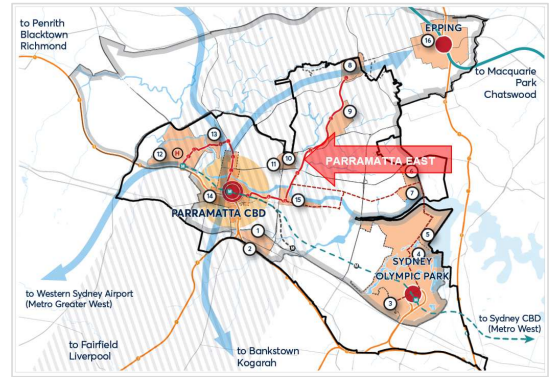 to Penrith
Blacktown
Richmond
EPPING
16
8
to Macquarie
Park
Chatswood
9
13
12
H
11
10
PARRAMATTA EAST
6
7
14
15
PARRAMATTA CBD
1
2
5
SYDNEY
4
OLYMPIC PARK
3
to Western Sydney Airport
(Metro Greater West)
to Sydney CBD
(Metro West)
to Fairfield
Liverpool
to Bankstown
Kogarah